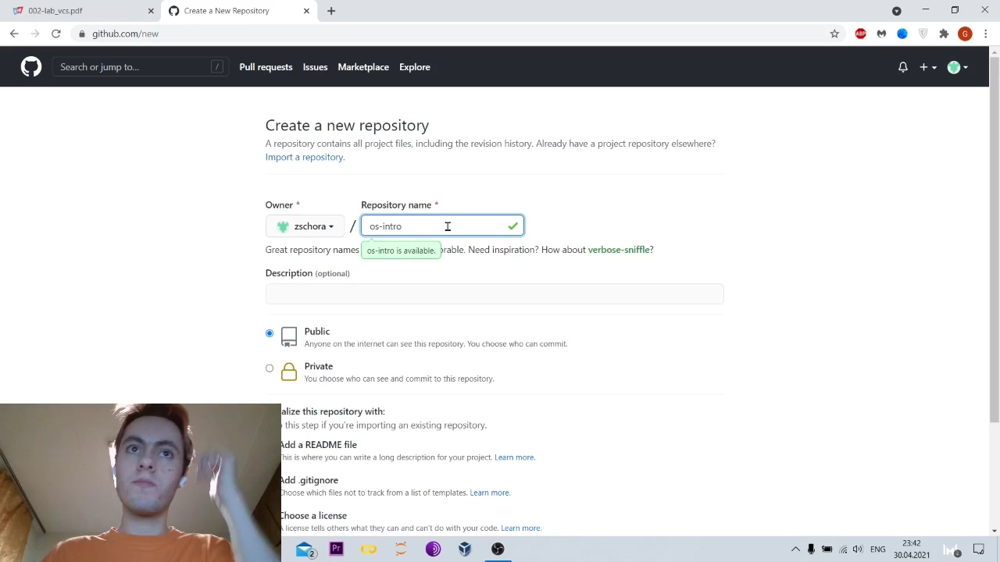 002-lab_vcs.pdf
Create a New Repository
github.com/new
ABP
G
Search or jump to...
/
Pull requests
Issues
Marketplace
Explore
Create a new repository
A repository contains all project files, including the revision history. Already have a project repository elsewhere?
Import a repository.
Owner *
Repository name *
zschora
/
os-intro
os-intro is available.
Great repository names
orable. Need inspiration? How about verbose-sniffle?
Description (optional)
Public
Anyone on the internet can see this repository. You choose who can commit.
Private
You choose who can see and commit to this repository.
alize this repository with:
this step if you're importing an existing repository.
Add a README file
This is where you can write a long description for your project. Learn more.
Add .gitignore
Choose which files not to track from a list of templates. Learn more.
Choose a license
A license tells others what they can and can't do with your code. Learn more.
2
Pr
ENG
23:42
30.04.2021